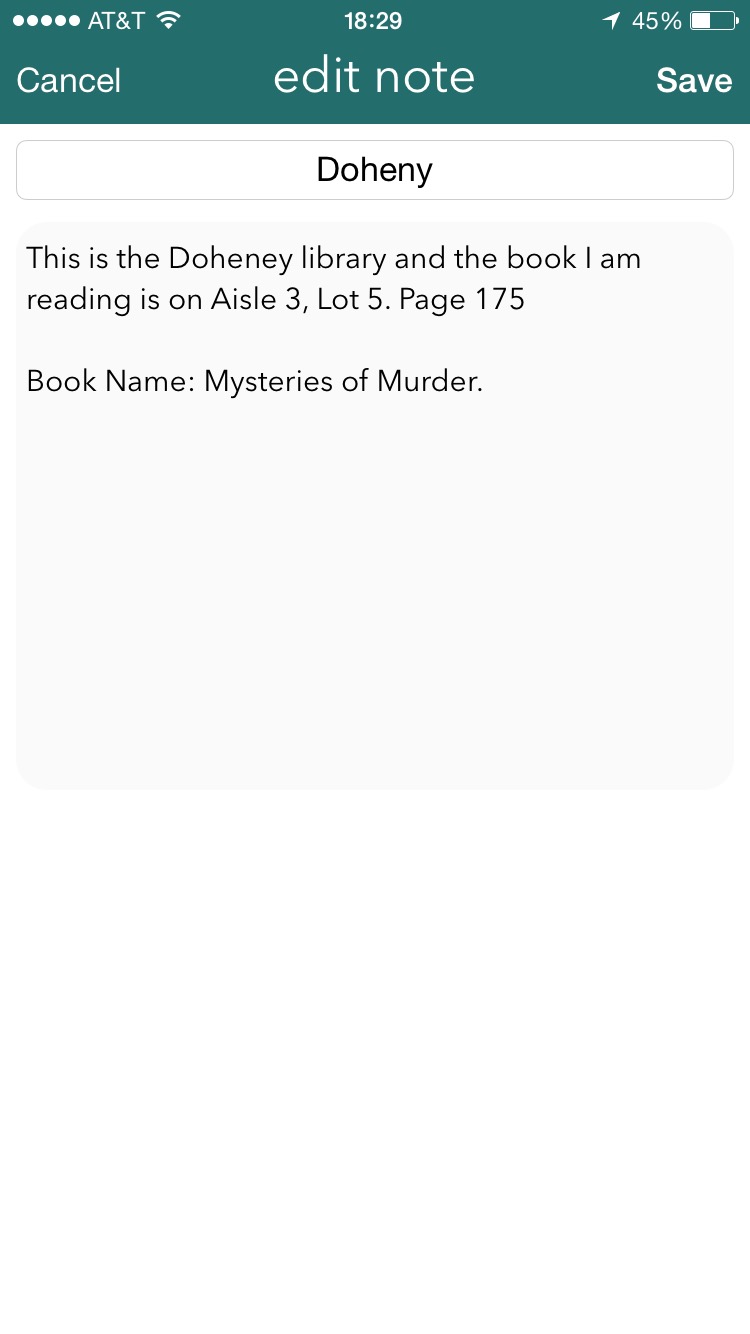 AT&T 18:29 45%
Cancel edit note Save
Doheny
This is the Doheney library and the book I am
reading is on Aisle 3, Lot 5. Page 175
Book Name: Mysteries of Murder.